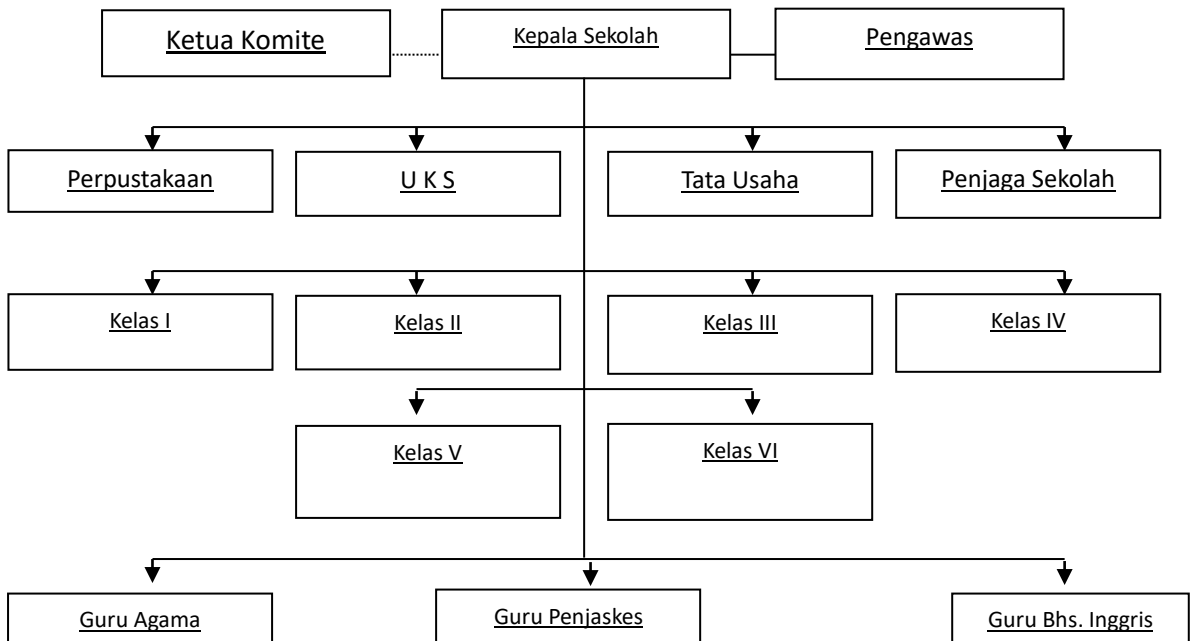 Ketua Komite
Kepala Sekolah
Pengawas
Perpustakaan
U K S
Tata Usaha
Penjaga Sekolah
Kelas I
Kelas II
Kelas III
Kelas IV
Kelas V
Kelas VI
Guru Agama
Guru Penjaskes
Guru Bhs. Inggris